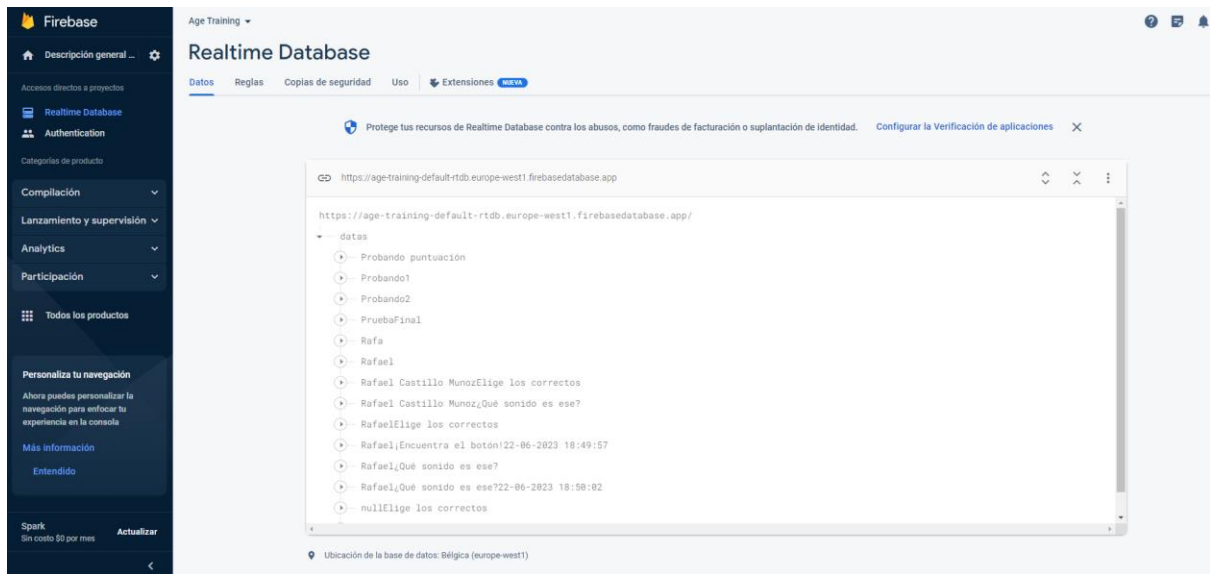 Firebase
Descripción general ...
Accesos directos a proyectos
Realtime Database
Authentication
Categorías de producto
Compilación
Lanzamiento y supervisión
Analytics
Participación
Todos los productos
Personaliza tu navegación
Ahora puedes personalizar la
navegación para enfocar tu
experiencia en la consola
Más información
Entendido
Spark
Sin costo $0 por mes
Actualizar
Age Training
Realtime Database
Datos Reglas Copias de seguridad Uso Extensiones NUEVA
Protege tus recursos de Realtime Database contra los abusos, como fraudes de facturación o suplantación de identidad. Configurar la Verificación de aplicaciones
https://age-training-default-rtdb.europe-west1.firebasedatabase.app
https://age-training-default-rtdb.europe-west1.firebasedatabase.app/
datas
Probando puntuación
Probando1
Probando2
PruebaFinal
Rafa
Rafael
Rafael Castillo MunozElige los correctos
Rafael Castillo Munoz¿Qué sonido es ese?
RafaelElige los correctos
Rafael¡Encuentra el botón!22-06-2023 18:49:57
Rafael¿Qué sonido es ese?
Rafael¿Qué sonido es ese?22-06-2023 18:50:02
nullElige los correctos
Ubicación de la base de datos: Bélgica (europe-west1)